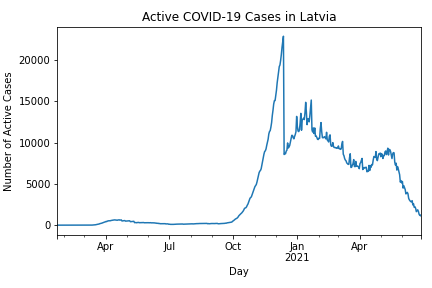 Active COVID-19 Cases in Latvia
Number of Active Cases
20000
15000
10000
5000
0
Apr Jul Oct Jan Apr
2021
Day